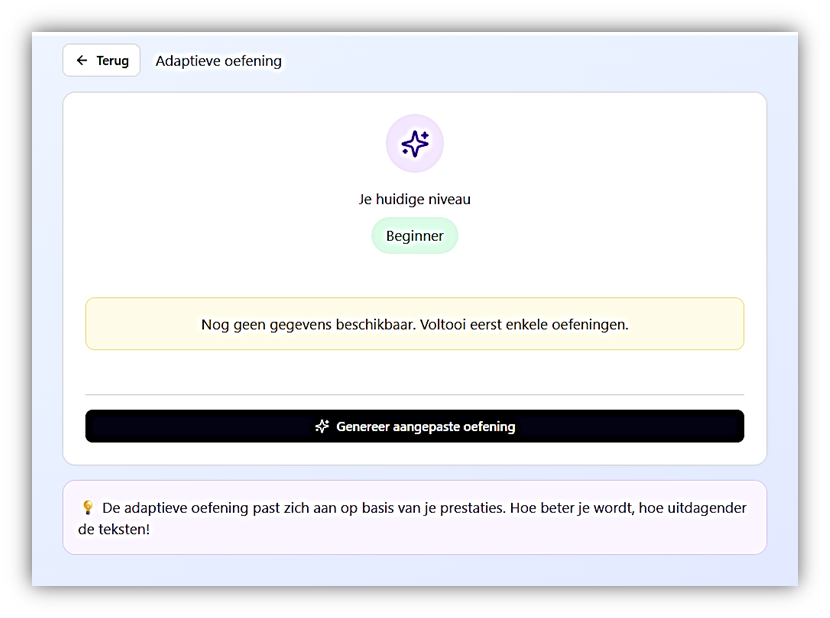 Terug
Adaptieve oefening
Je huidige niveau
Beginner
Nog geen gegevens beschikbaar. Voltooi eerst enkele oefeningen.
Genereer aangepaste oefening
De adaptieve oefening past zich aan op basis van je prestaties. Hoe beter je wordt, hoe uitdagender
de teksten!